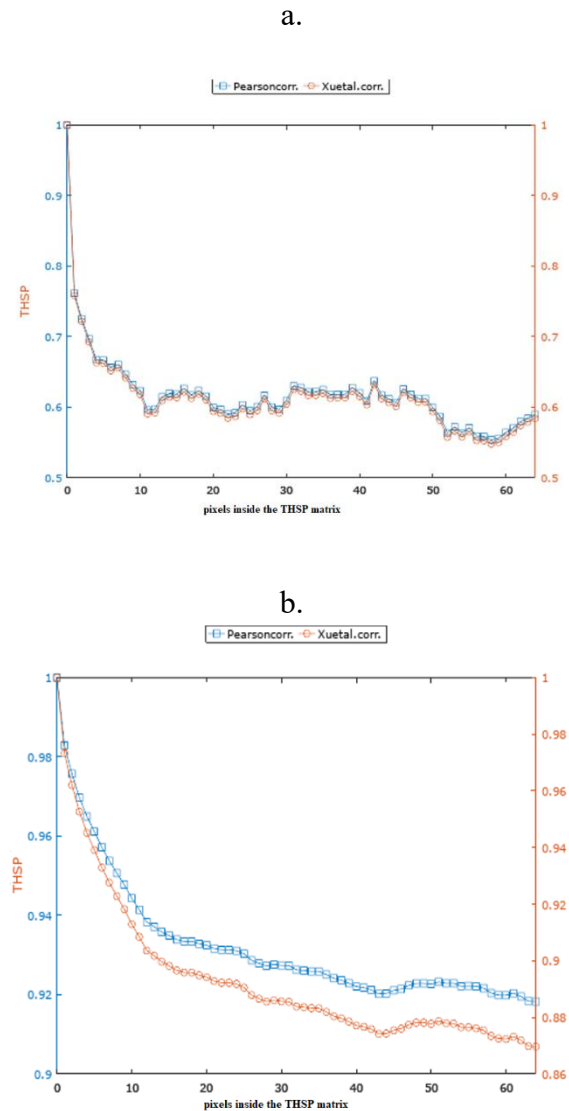 a.
Pearsoncorr. Xuetal.corr.
1 1
0.9 0.9
0.8 0.8
THSP
0.7 0.7
0.6 0.6
0.5 0.5
0 10 20 30 40 50 60
pixels inside the THSP matrix
b.
Pearsoncorr. Xuetal.corr.
1 1
0.98 0.98
0.96 0.96
THSP
0.94 0.94
0.92 0.92
0.9
0.88
0.9 0.86
0 10 20 30 40 50 60
pixels inside the THSP matrix